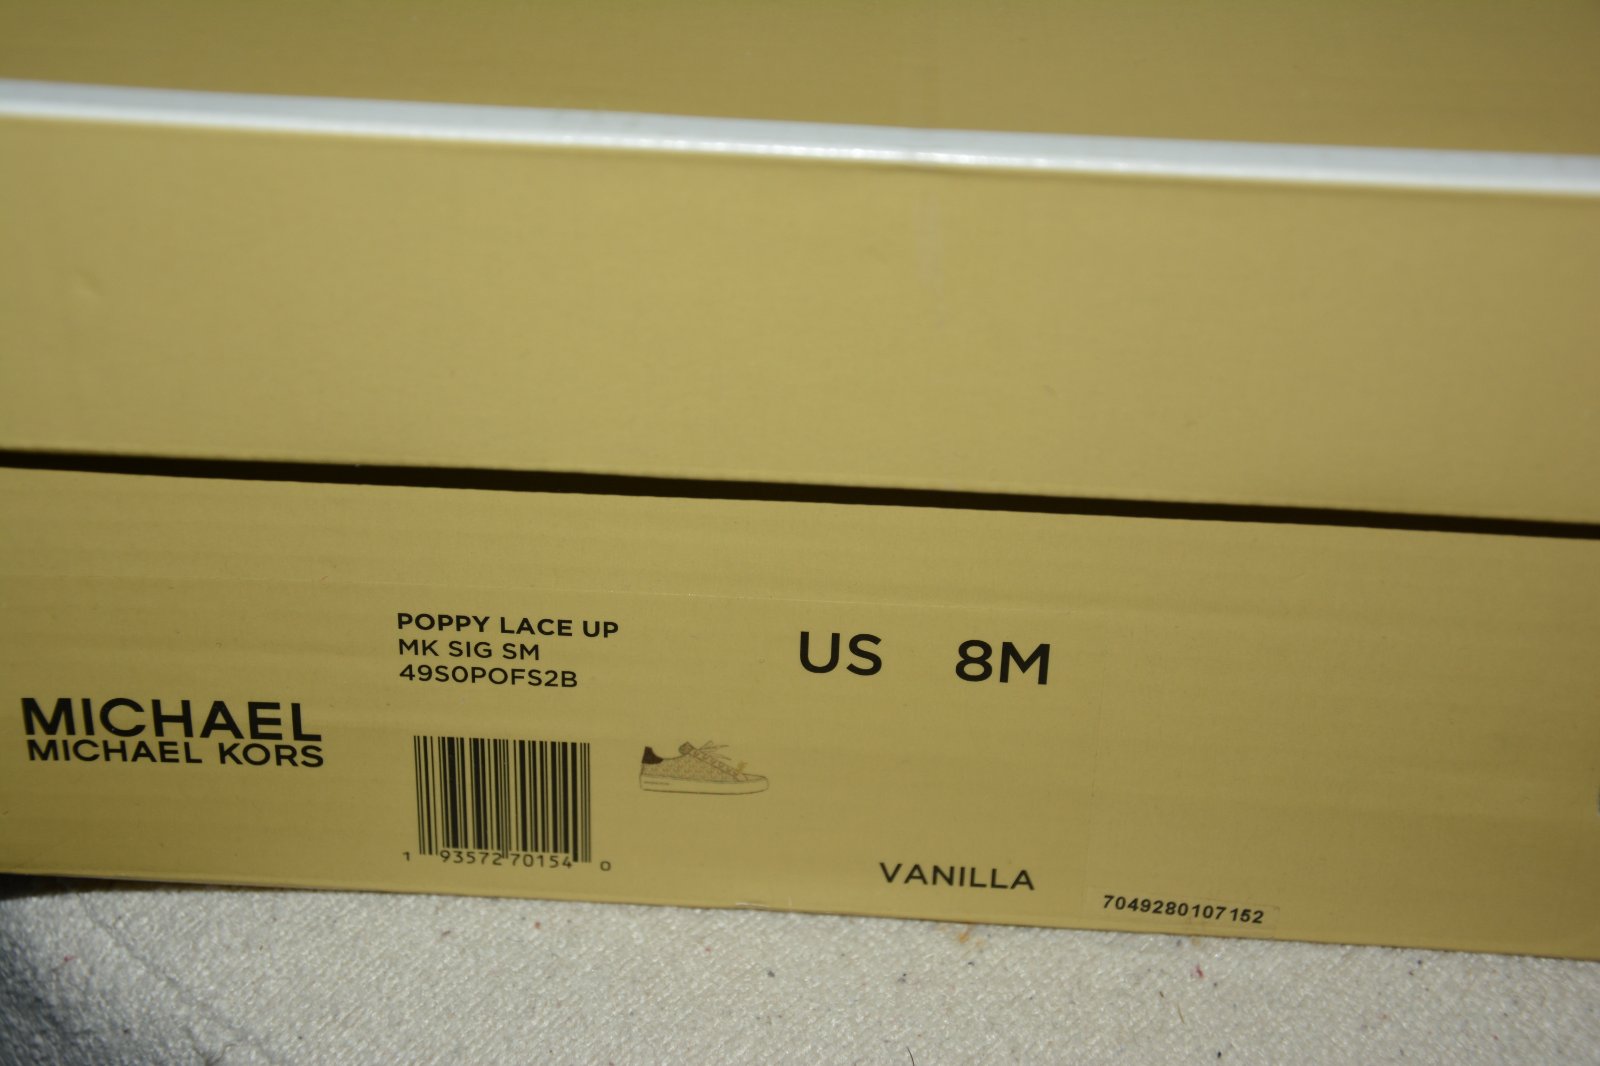 POPPY LACE UP
MK SIG SM
49S0POFS2B
US 8M
MICHAEL
MICHAEL KORS
1 93572 70154 0
VANILLA
7049280107152